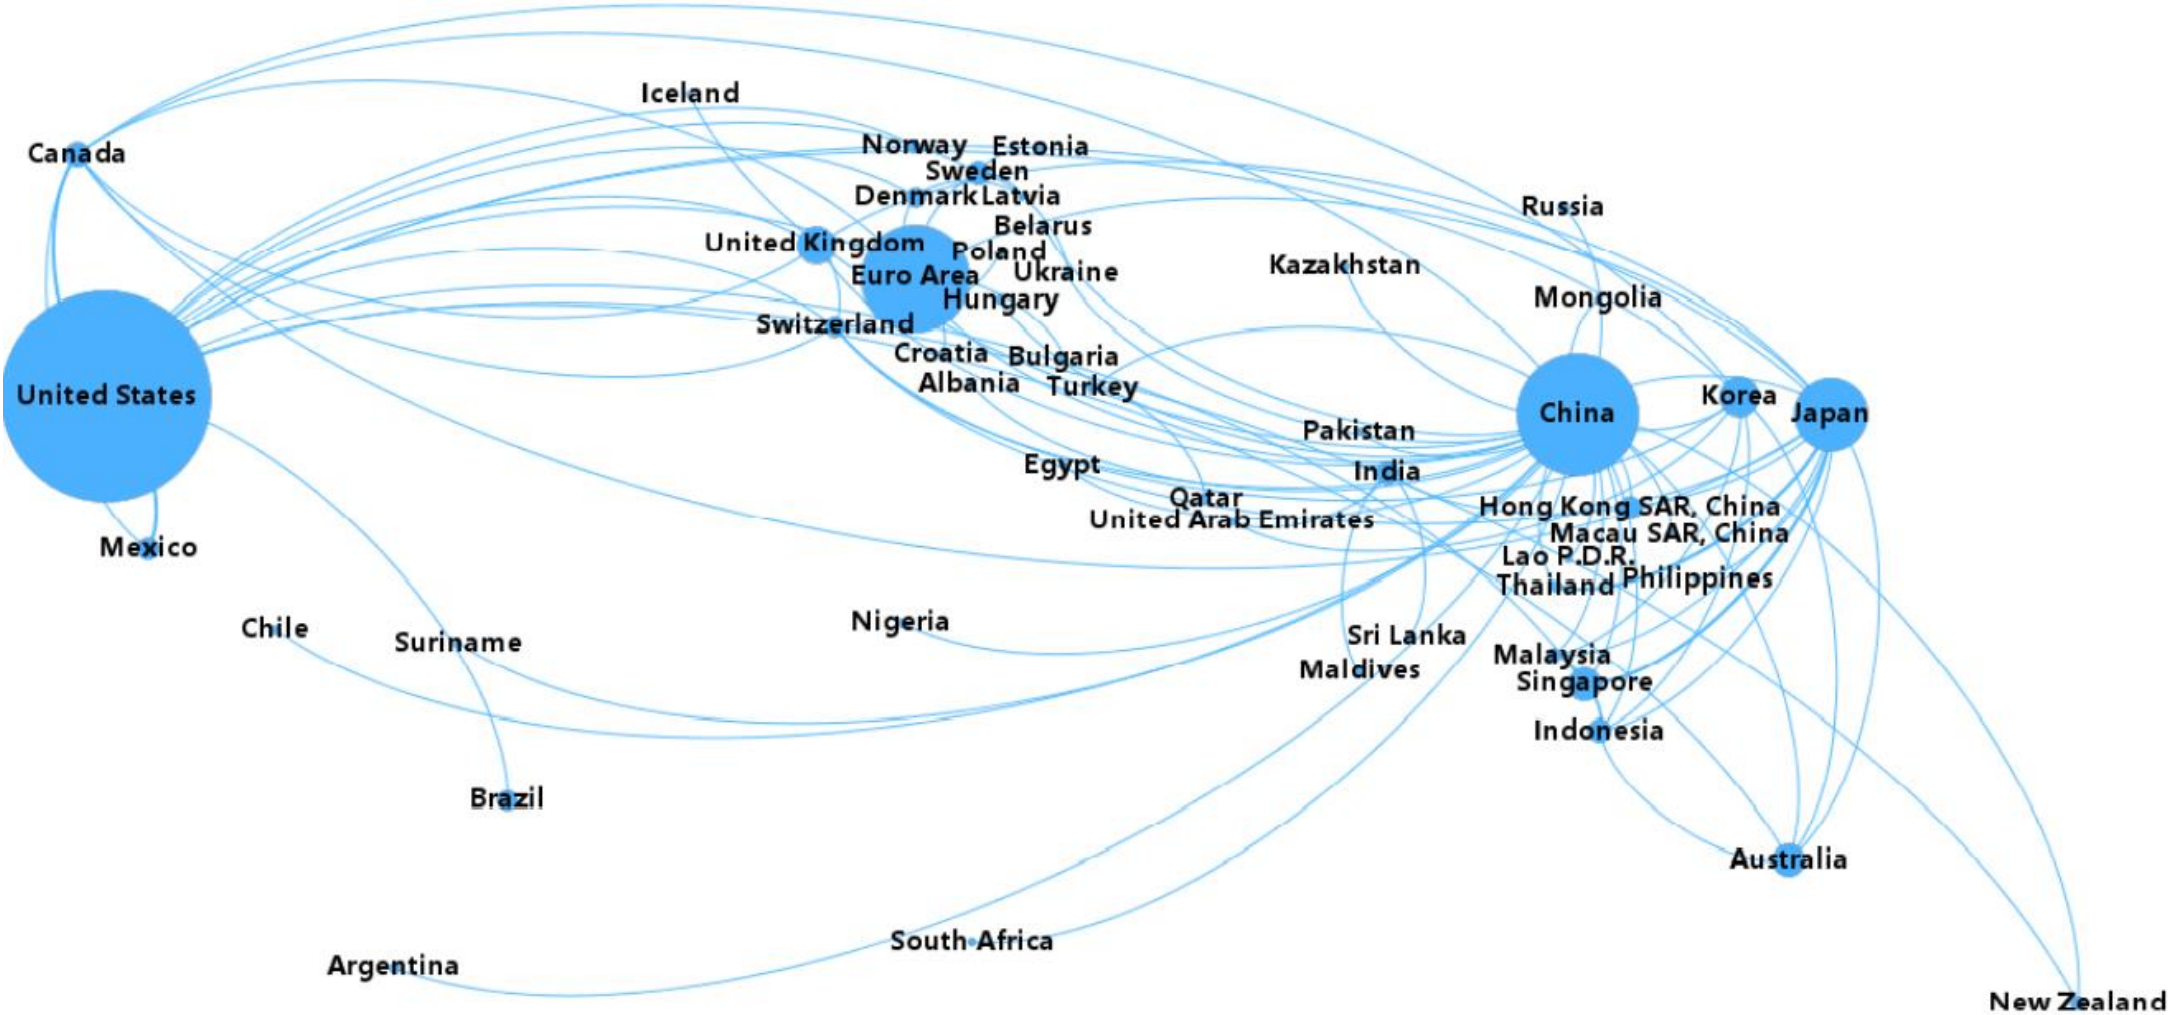 Iceland
Canada
Norway
Estonia
Sweden
Denmark
Latvia
Russia
Belarus
United Kingdom
Poland
Euro Area
Ukraine
Kazakhstan
Hungary
Mongolia
Switzerland
Croatia
Bulgaria
Albania
Turkey
United States
Korea
China
Japan
Pakistan
Egypt
India
Qatar
Hong Kong SAR, China
United Arab Emirates
Macau SAR, China
Mexico
Lao P.D.R.
Thailand
Philippines
Chile
Suriname
Nigeria
Sri Lanka
Malaysia
Maldives
Singapore
Indonesia
Brazil
Australia
South Africa
Argentina
New Zealand